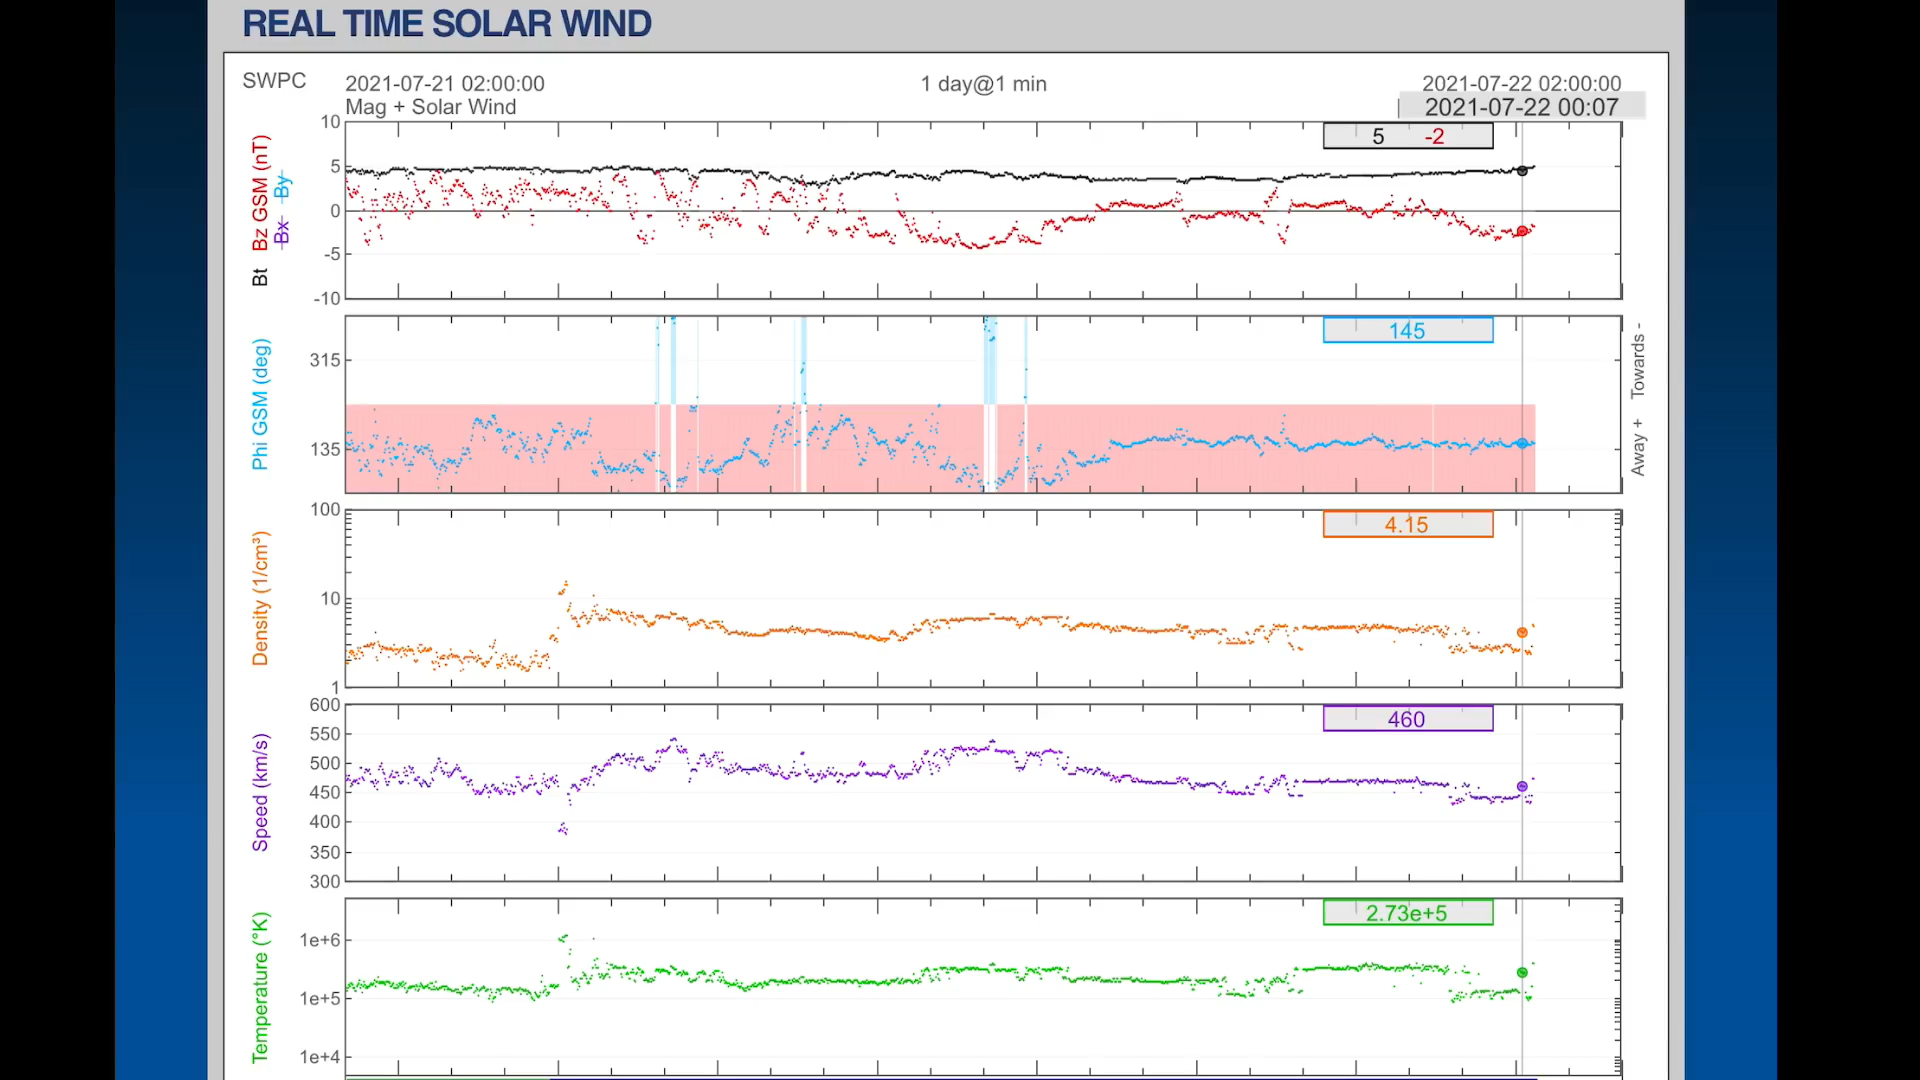 REAL TIME SOLAR WIND
SWPC
2021-07-21 02:00:00
1 day@1 min
2021-07-22 02:00:00
Mag + Solar Wind
2021-07-22 00:07
Bt Bz GSM (nT)
Bx By
10
5
0
-5
-10
5 -2
Phi GSM (deg)
315
135
145
Away + Towards -
Density (1/cm³)
100
10
1
4.15
Speed (km/s)
600
550
500
450
400
350
300
460
Temperature (°K)
1e+6
1e+5
1e+4
2.73e+5